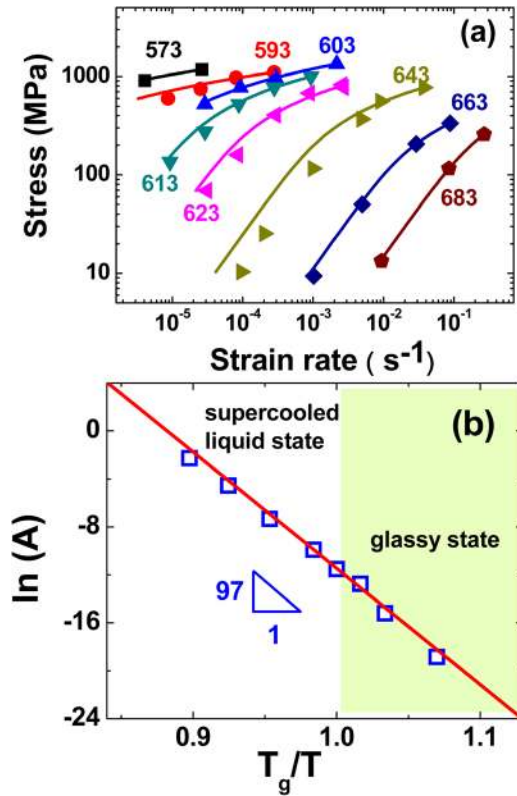 (a)
573
593
603
643
613
623
663
683
1000
100
10
Stress (MPa)
10⁻⁵ 10⁻⁴ 10⁻³ 10⁻² 10⁻¹
Strain rate ( s⁻¹)
(b)
supercooled
liquid state
glassy state
97
1
0
-8
-16
-24
ln (A)
0.9 1.0 1.1
T_g/T